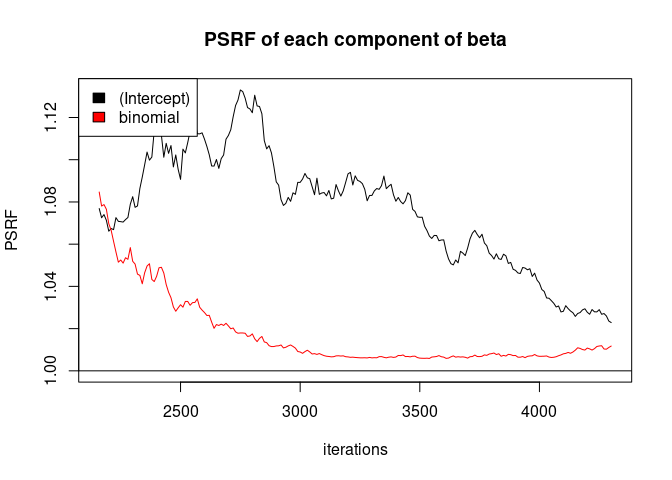 PSRF of each component of beta
(Intercept)
binomial
PSRF
1.12
1.08
1.04
1.00
2500 3000 3500 4000
iterations